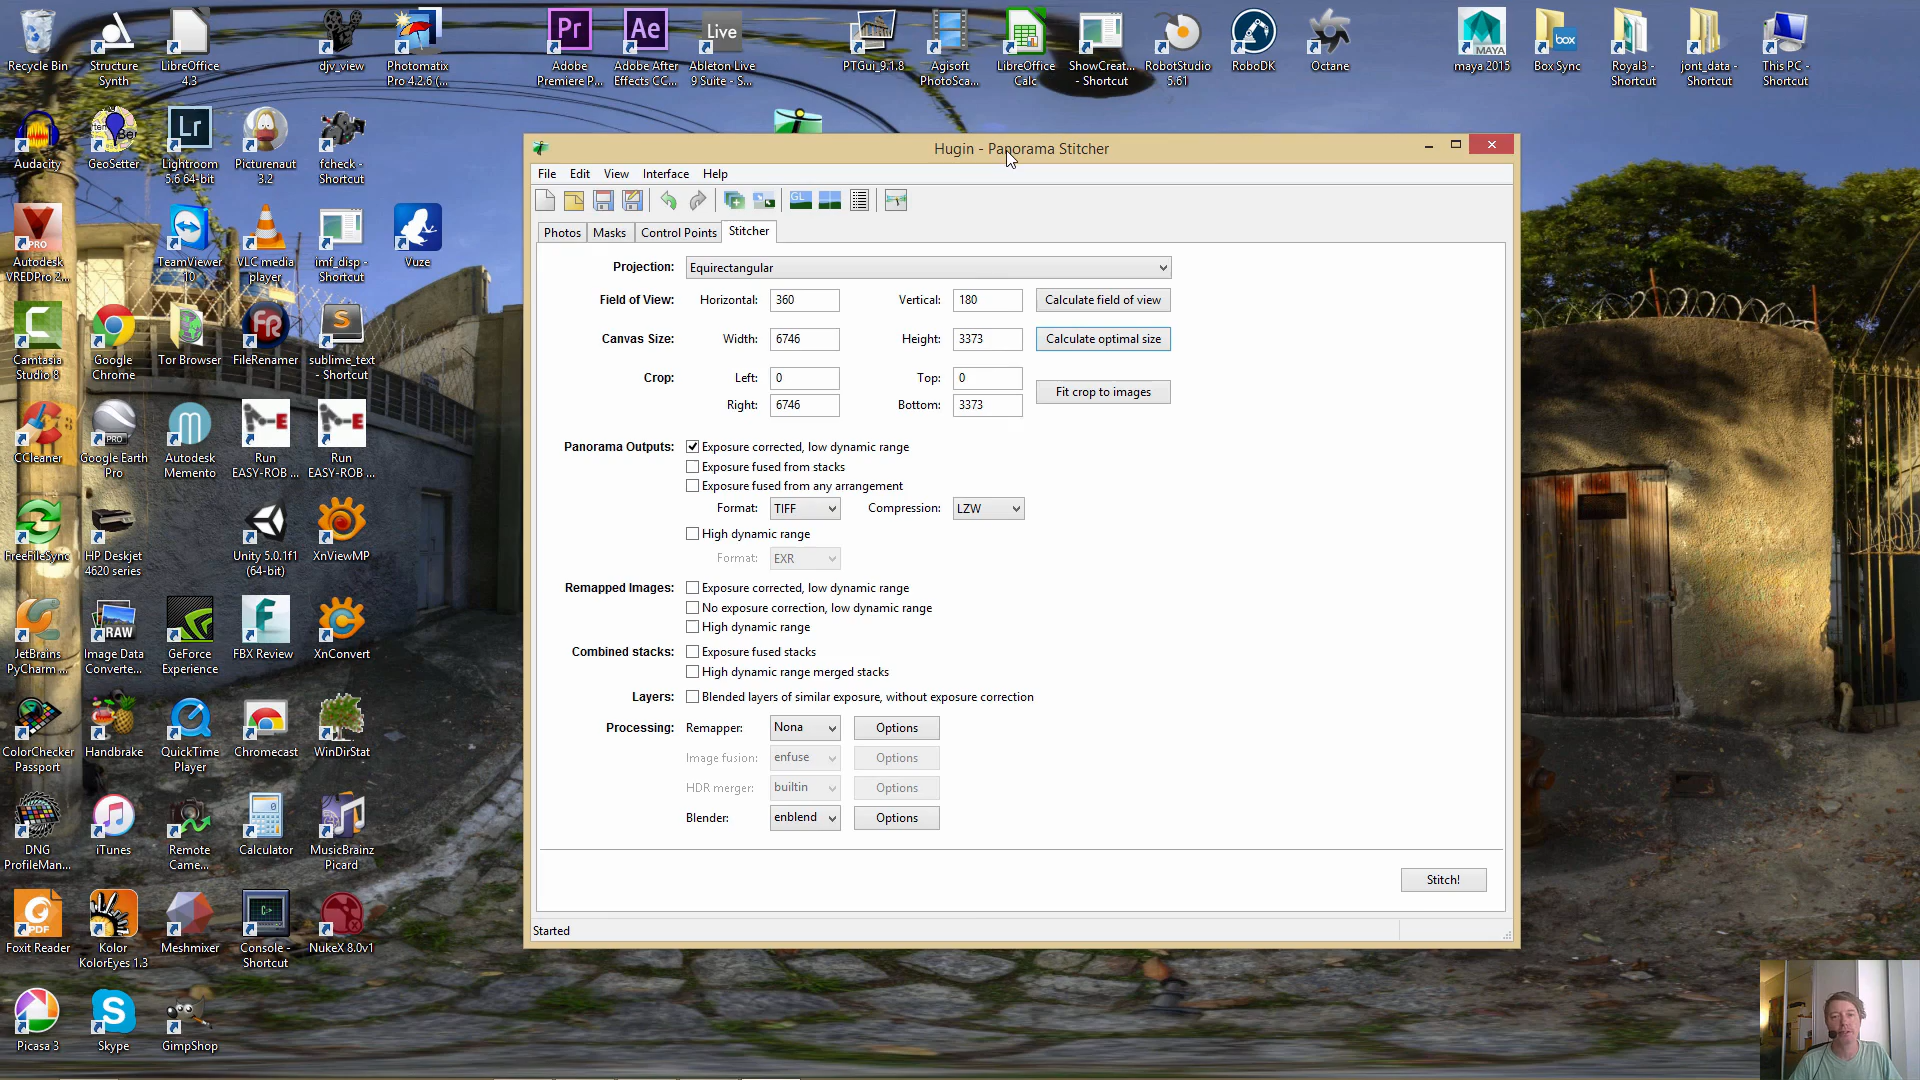 Recycle Bin
Structure
Synth
LibreOffice
4.3
djv_view
Photomatix
Pro 4.2.6 (...
Adobe
Premiere P...
Adobe After
Effects CC...
Live
Ableton Live
9 Suite - S...
PTGui_9.1.8
Agisoft
PhotoSca...
LibreOffice
Calc
ShowCreat...
- Shortcut
RobotStudio
5.61
RoboDK
Octane
MAYA
maya 2015
box
Box Sync
Royal3 -
Shortcut
jont_data -
Shortcut
This PC -
Shortcut
Audacity
GeoSetter
Lr
Lightroom
5.6 64-bit
Picturenaut
3.2
fcheck -
Shortcut
PRO
Autodesk
VREDPro 2...
TeamViewer
10
VLC media
player
imf_disp -
Shortcut
Vuze
Camtasia
Studio 8
Google
Chrome
Tor Browser
FR
FileRenamer
sublime_text
- Shortcut
CCleaner
PRO
Google Earth
Pro
Autodesk
Memento
Run
EASY-ROB ...
Run
EASY-ROB ...
FreeFileSync
HP Deskjet
4620 series
Unity 5.0.1f1
(64-bit)
XnViewMP
JetBrains
PyCharm ...
RAW
Image Data
Converte...
GeForce
Experience
FBX Review
XnConvert
ColorChecker
Passport
Handbrake
QuickTime
Player
Chromecast
WinDirStat
DNG
ProfileMan...
iTunes
Remote
Came...
Calculator
MusicBrainz
Picard
PDF
Foxit Reader
Kolor
KolorEyes 1.3
Meshmixer
Console -
Shortcut
NukeX 8.0v1
Picasa 3
Skype
GimpShop
Hugin - Panorama Stitcher
File Edit View Interface Help
GL
Photos Masks Control Points Stitcher
Projection: Equirectangular
Field of View: Horizontal: 360 Vertical: 180 Calculate field of view
Canvas Size: Width: 6746 Height: 3373 Calculate optimal size
Crop: Left: 0 Top: 0
Fit crop to images
Right: 6746 Bottom: 3373
Panorama Outputs: Exposure corrected, low dynamic range
Exposure fused from stacks
Exposure fused from any arrangement
Format: TIFF Compression: LZW
High dynamic range
Format: EXR
Remapped Images: Exposure corrected, low dynamic range
No exposure correction, low dynamic range
High dynamic range
Combined stacks: Exposure fused stacks
High dynamic range merged stacks
Layers: Blended layers of similar exposure, without exposure correction
Processing: Remapper: Nona Options
Image fusion: enfuse Options
HDR merger: builtin Options
Blender: enblend Options
Stitch!
Started